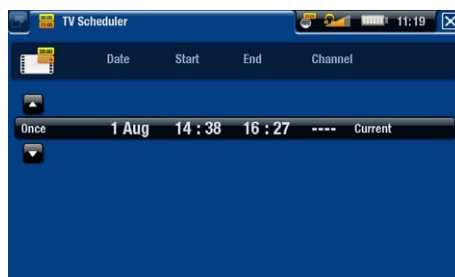 TV Scheduler 11:19
Date Start End Channel
Once 1 Aug 14 : 38 16 : 27 ---- Current